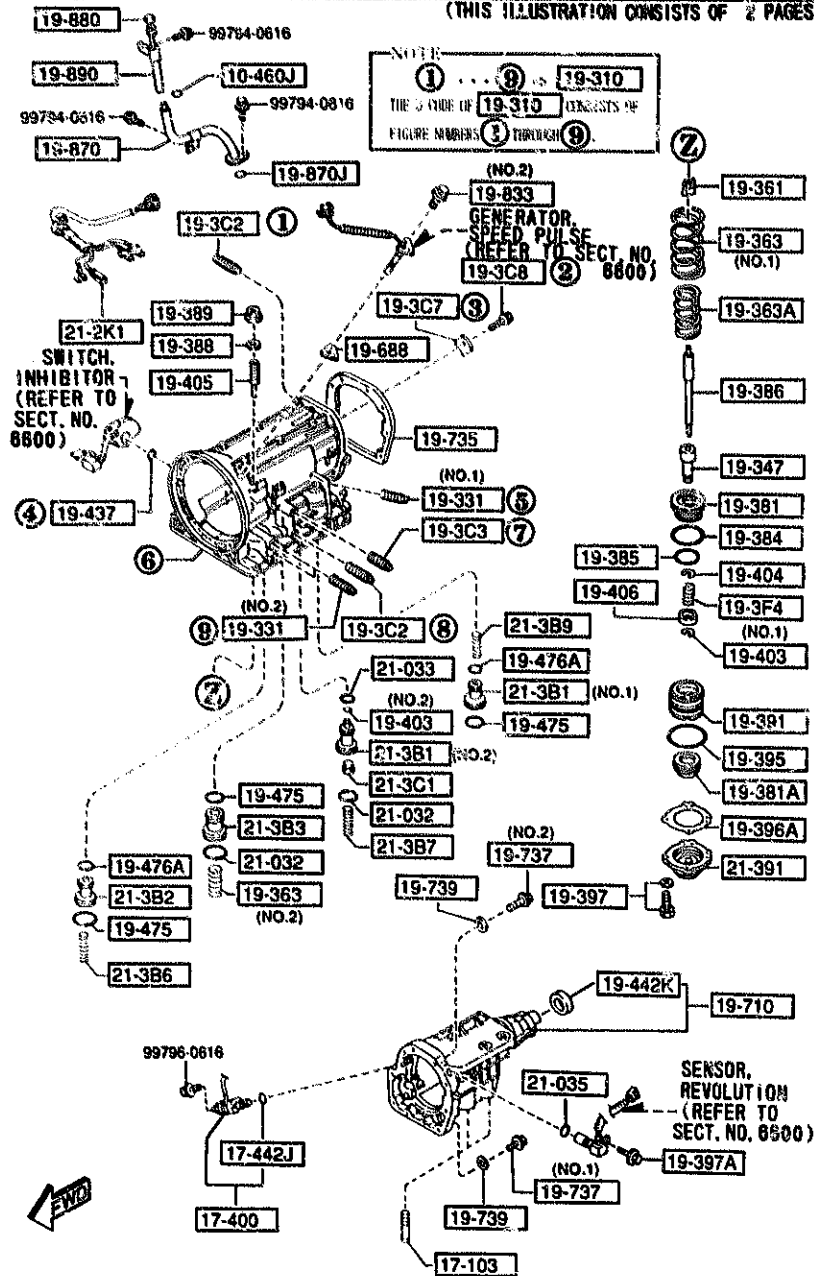 (THIS ILLUSTRATION CONSISTS OF 2 PAGES
19-880
99794-0616
19-890
10-460J
99794-0616
99794-0816
19-870
19-870J
NOTE
① ... ⑨ 19-310
THE CODE OF 19-310 CONSISTS OF
FIGURE NUMBERS ① THROUGH ⑨.
(NO.2)
19-833
GENERATOR,
SPEED PULSE
(REFER TO SECT. NO.
6600)
19-3C2 ①
19-3C8 ②
19-3C7 ③
21-2K1
19-389
19-388
19-688
19-405
SWITCH,
INHIBITOR
(REFER TO
SECT. NO.
6600)
19-735
(NO.1)
④ 19-437
19-331 ⑤
19-3C3 ⑦
⑥
(NO.2)
⑨ 19-331
19-3C2 ⑧
Z
19-361
19-363
(NO.1)
19-363A
19-386
19-347
19-381
19-384
19-385
19-404
19-406
19-3F4
(NO.1)
19-403
19-391
19-395
19-381A
19-396A
21-391
19-397
21-3B9
19-476A
21-3B1 (NO.1)
19-475
Z
21-033
(NO.2)
19-403
21-3B1 (NO.2)
21-3C1
21-032
21-3B7
19-475
21-3B3
21-032
19-363
(NO.2)
19-476A
21-3B2
19-475
21-3B6
(NO.2)
19-737
19-739
19-442K
19-710
99796-0616
17-442J
17-400
21-035
SENSOR,
REVOLUTION
(REFER TO
SECT. NO. 6600)
19-397A
(NO.1)
19-737
19-739
17-103
FWD